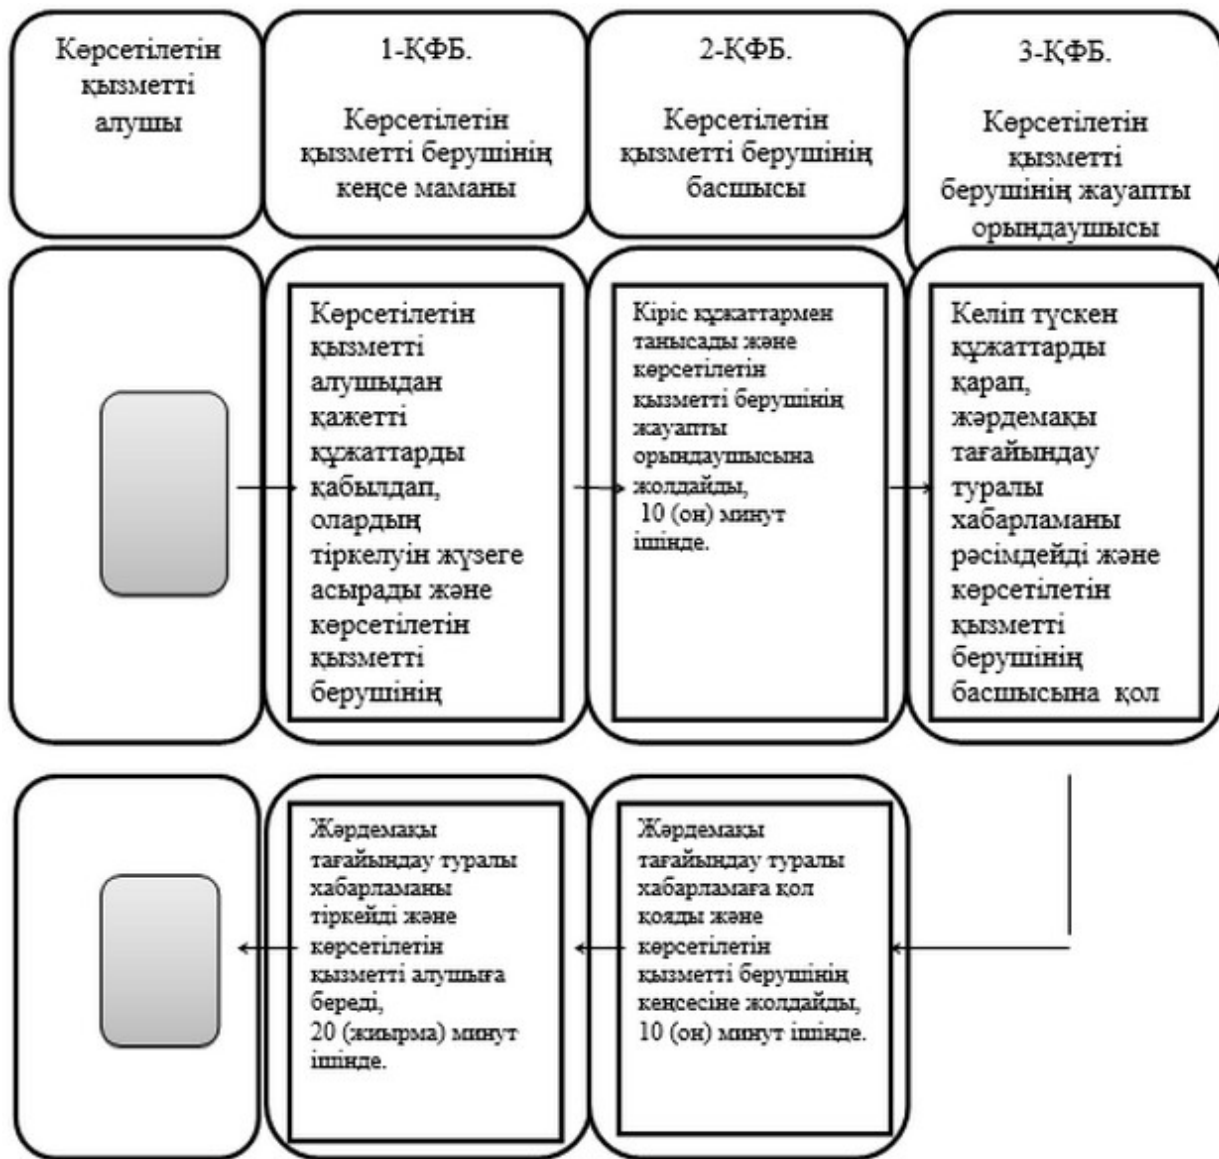 Көрсетілетін
қызметті
алушы
1-ҚФБ.
Көрсетілетін
қызметті берушінің
кеңсе маманы
2-ҚФБ.
Көрсетілетін
қызметті берушінің
басшысы
3-ҚФБ.
Көрсетілетін
қызметті
берушінің жауапты
орындаушысы
Көрсетілетін
қызметті
алушыдан
қажетті
құжаттарды
қабылдап,
олардың
тіркелуін жүзеге
асырады және
көрсетілетін
қызметті
берушінің
Кіріс құжаттармен
танысады және
көрсетілетін
қызметті берушінің
жауапты
орындаушысына
жолдайды,
10 (он) минут
ішінде.
Келіп түскен
құжаттарды
қарап,
жәрдемақы
тағайындау
туралы
хабарламаны
рәсімдейді және
көрсетілетін
қызметті
берушінің
басшысына қол
Жәрдемақы
тағайындау туралы
хабарламаны
тіркейді және
көрсетілетін
қызметті алушыға
береді,
20 (жиырма) минут
ішінде.
Жәрдемақы
тағайындау туралы
хабарламаға қол
қояды және
көрсетілетін
қызметті берушінің
кеңсесіне жолдайды,
10 (он) минут ішінде.